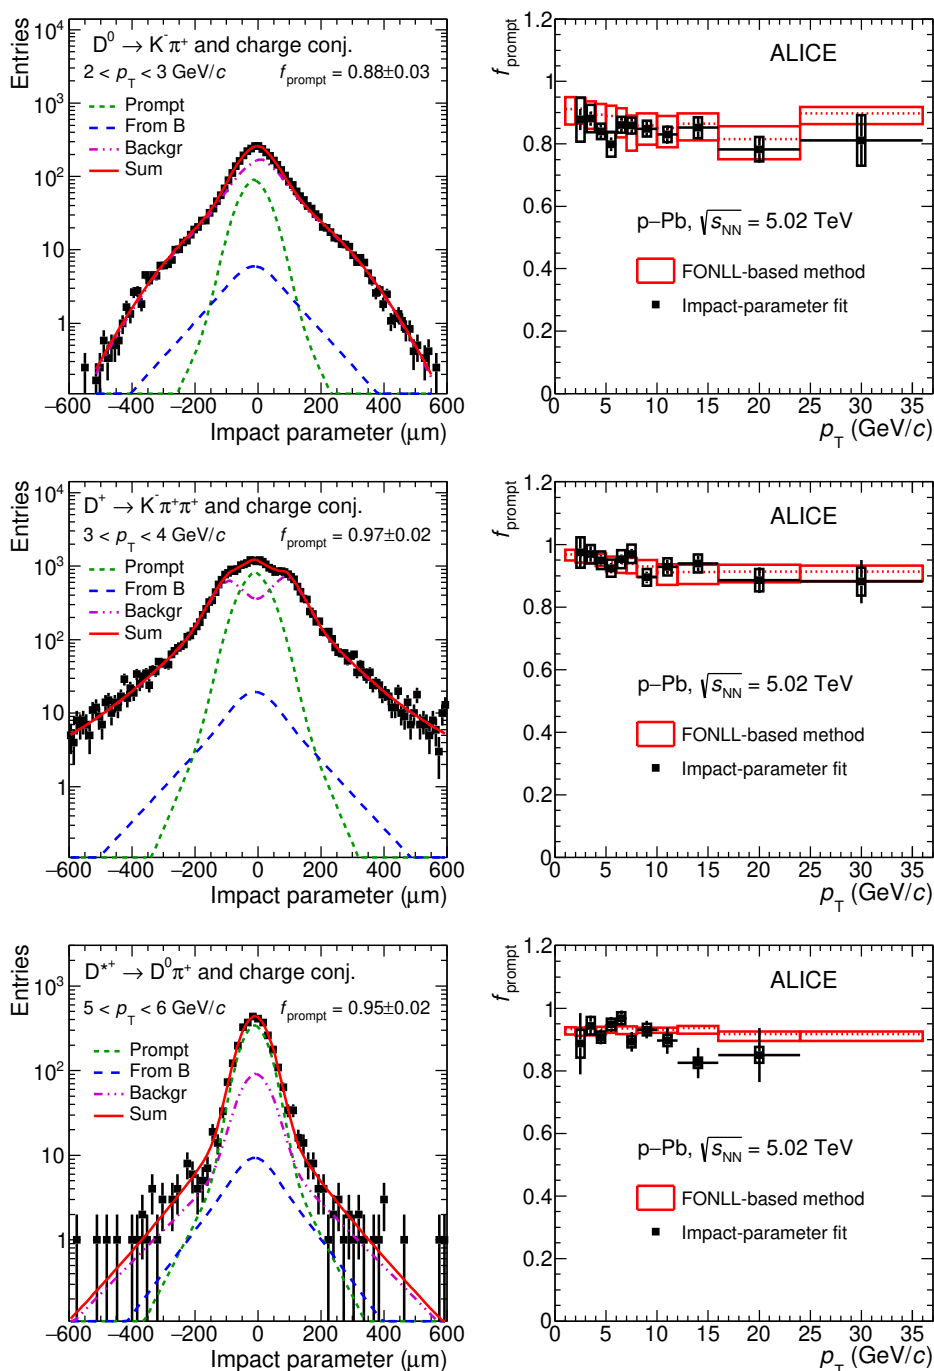 Entries
10⁴
10³
10²
10
1
D⁰ → K⁻π⁺ and charge conj.
2 < p_T < 3 GeV/c
f_prompt = 0.88±0.03
Prompt
From B
Backgr
Sum
−600 −400 −200 0 200 400 600
Impact parameter (μm)
f_prompt
1.2
1
0.8
0.6
0.4
0.2
0
ALICE
p–Pb, √s_NN = 5.02 TeV
FONLL-based method
Impact-parameter fit
0 5 10 15 20 25 30 35
p_T (GeV/c)
Entries
10⁴
10³
10²
10
1
D⁺ → K⁻π⁺π⁺ and charge conj.
3 < p_T < 4 GeV/c
f_prompt = 0.97±0.02
Prompt
From B
Backgr
Sum
−600 −400 −200 0 200 400 600
Impact parameter (μm)
f_prompt
1.2
1
0.8
0.6
0.4
0.2
0
ALICE
p–Pb, √s_NN = 5.02 TeV
FONLL-based method
Impact-parameter fit
0 5 10 15 20 25 30 35
p_T (GeV/c)
Entries
10³
10²
10
1
D*⁺ → D⁰π⁺ and charge conj.
5 < p_T < 6 GeV/c
f_prompt = 0.95±0.02
Prompt
From B
Backgr
Sum
−600 −400 −200 0 200 400 600
Impact parameter (μm)
f_prompt
1.2
1
0.8
0.6
0.4
0.2
0
ALICE
p–Pb, √s_NN = 5.02 TeV
FONLL-based method
Impact-parameter fit
0 5 10 15 20 25 30 35
p_T (GeV/c)